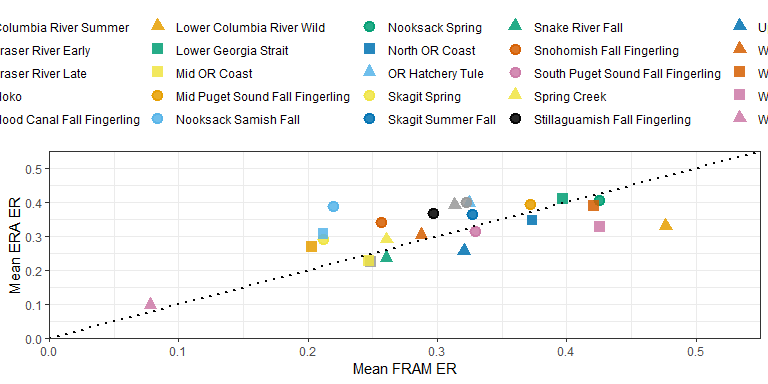 Columbia River Summer Lower Columbia River Wild Nooksack Spring Snake River Fall U
Fraser River Early Lower Georgia Strait North OR Coast Snohomish Fall Fingerling W
Fraser River Late Mid OR Coast OR Hatchery Tule South Puget Sound Fall Fingerling W
Hoko Mid Puget Sound Fall Fingerling Skagit Spring Spring Creek W
Hood Canal Fall Fingerling Nooksack Samish Fall Skagit Summer Fall Stillaguamish Fall Fingerling W
0.5
0.4
0.3
0.2
0.1
0.0
Mean ERA ER
0.0 0.1 0.2 0.3 0.4 0.5
Mean FRAM ER